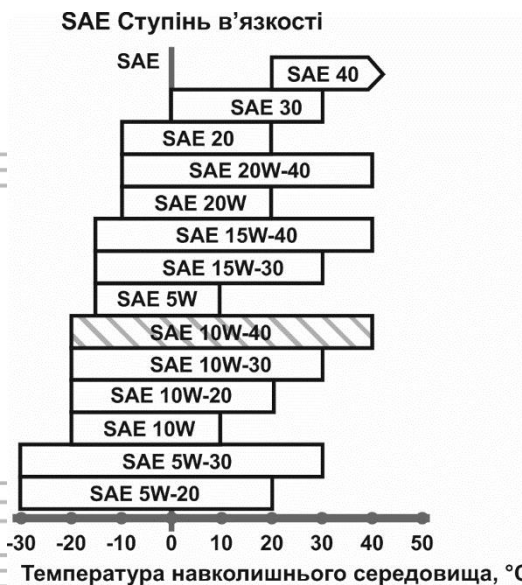 SAE Ступінь в’язкості
SAE
SAE 40
SAE 30
SAE 20
SAE 20W-40
SAE 20W
SAE 15W-40
SAE 15W-30
SAE 5W
SAE 10W-40
SAE 10W-30
SAE 10W-20
SAE 10W
SAE 5W-30
SAE 5W-20
-30 -20 -10 0 10 20 30 40 50
Температура навколишнього середовища, °C